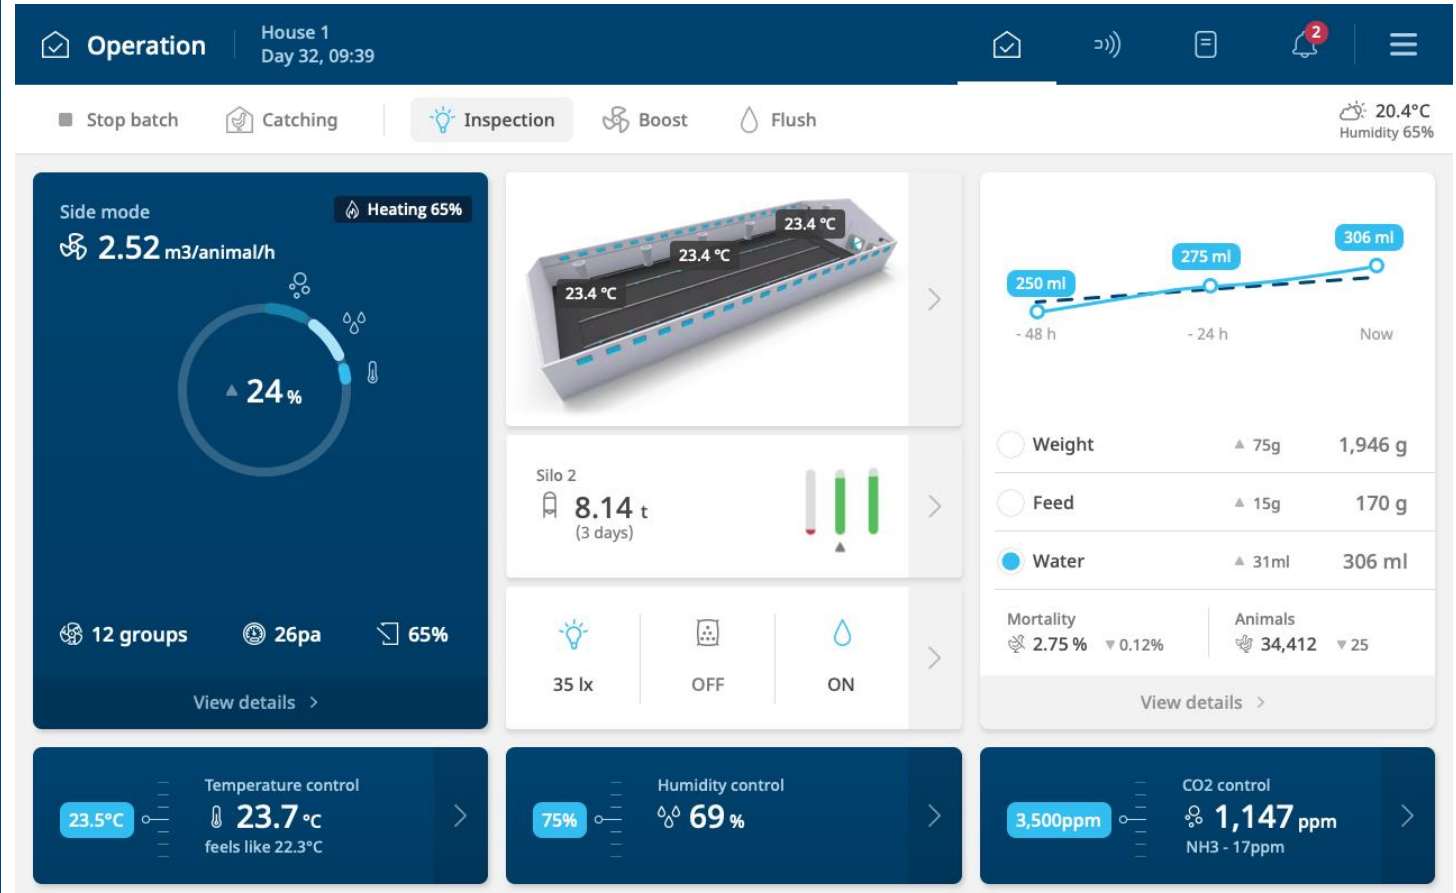 Operation
House 1
Day 32, 09:39
2
Stop batch
Catching
Inspection
Boost
Flush
20.4°C
Humidity 65%
Side mode
Heating 65%
2.52 m3/animal/h
24 %
12 groups
26pa
65%
View details
23.4 °C
23.4 °C
23.4 °C
Silo 2
8.14 t
(3 days)
35 lx
OFF
ON
250 ml
275 ml
306 ml
- 48 h
- 24 h
Now
Weight 75g 1,946 g
Feed 15g 170 g
Water 31ml 306 ml
Mortality
2.75 % 0.12%
Animals
34,412 25
View details
Temperature control
23.5°C
23.7 °C
feels like 22.3°C
Humidity control
75%
69 %
CO2 control
3,500ppm
1,147 ppm
NH3 - 17ppm